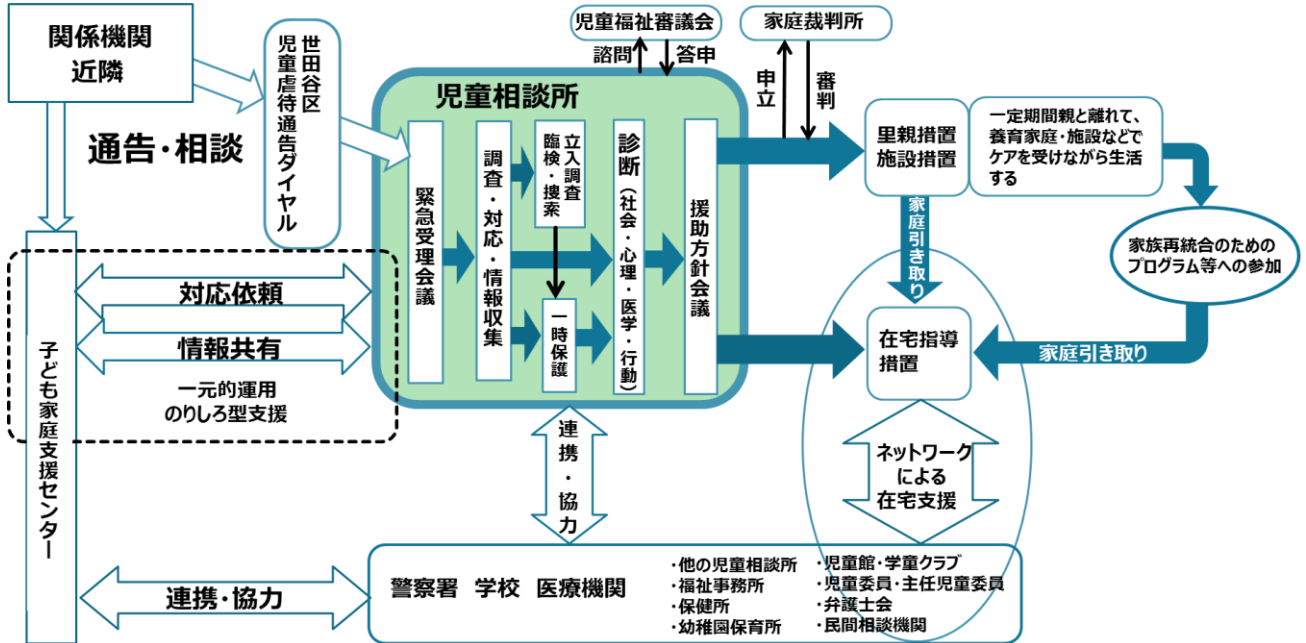 関係機関
近隣
通告・相談
世田谷区
児童虐待通告ダイヤル
児童福祉審議会
諮問
答申
家庭裁判所
申立
審判
児童相談所
緊急受理会議
調査・対応・情報収集
立入調査
臨検・捜索
一時保護
診断（社会・心理・医学・行動）
援助方針会議
里親措置
施設措置
一定期間親と離れて、
養育家庭・施設などで
ケアを受けながら生活
する
家庭引き取り
家族再統合のための
プログラム等への参加
家庭引き取り
在宅指導
措置
対応依頼
情報共有
一元的運用
のりしろ型支援
子ども家庭支援センター
連携・協力
ネットワーク
による
在宅支援
連携・協力
警察署 学校 医療機関
・他の児童相談所
・福祉事務所
・保健所
・幼稚園保育所
・児童館・学童クラブ
・児童委員・主任児童委員
・弁護士会
・民間相談機関